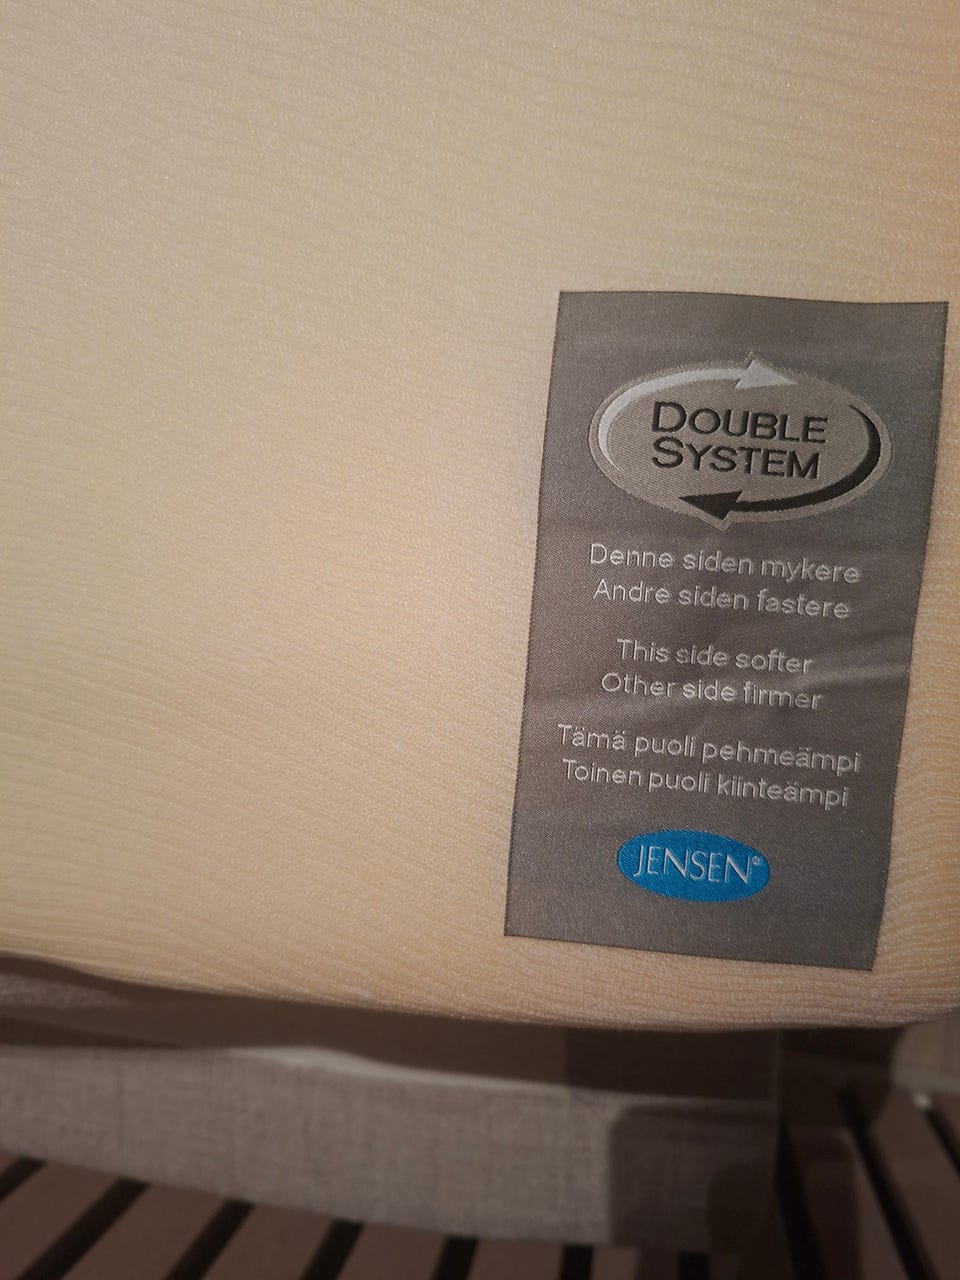 DOUBLE
SYSTEM
Denne siden mykere
Andre siden fastere
This side softer
Other side firmer
Tämä puoli pehmeämpi
Toinen puoli kiinteämpi
JENSEN®